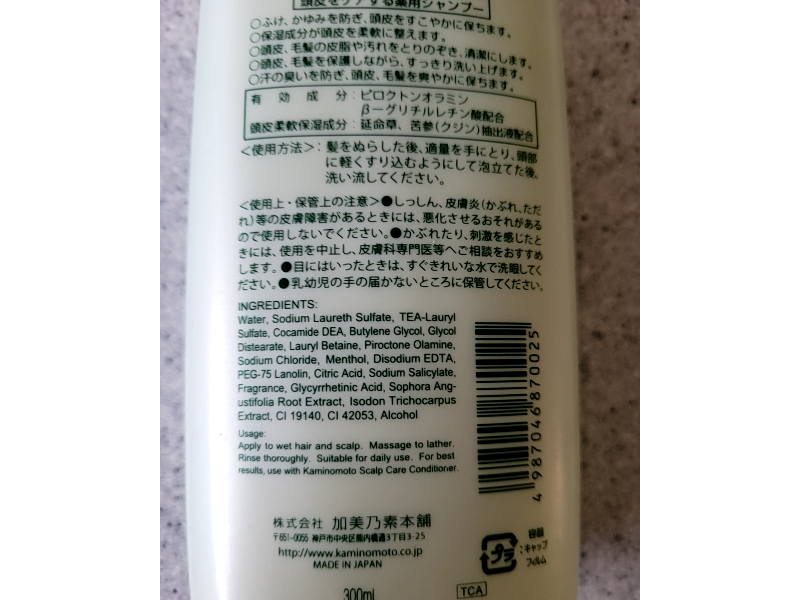 頭皮をケアする薬用シャンプー
○ふけ、かゆみを防ぎ、頭皮をすこやかに保ちます。
○保湿成分が頭皮を柔軟に整えます。
○頭皮、毛髪の皮脂や汚れをとりのぞき、清潔にします。
○頭皮、毛髪を保護しながら、すっきり洗い上げます。
○汗の臭いを防ぎ、頭皮、毛髪を爽やかに保ちます。
有効成分：ピロクトンオラミン
β－グリチルレチン酸配合
頭皮柔軟保湿成分：延命草、苦参(クジン)抽出液配合
＜使用方法＞：髪をぬらした後、適量を手にとり、頭部
に軽くすり込むようにして泡立てた後、
洗い流してください。
＜使用上・保管上の注意＞●しっしん、皮膚炎(かぶれ、ただ
れ)等の皮膚障害があるときには、悪化させるおそれがある
ので使用しないでください。●かぶれたり、刺激を感じたと
きには、使用を中止し、皮膚科専門医等へご相談をおすすめ
します。●目にはいったときは、すぐきれいな水で洗眼してく
ださい。●乳幼児の手の届かないところに保管してください。
INGREDIENTS:
Water, Sodium Laureth Sulfate, TEA-Lauryl
Sulfate, Cocamide DEA, Butylene Glycol, Glycol
Distearate, Lauryl Betaine, Piroctone Olamine,
Sodium Chloride, Menthol, Disodium EDTA,
PEG-75 Lanolin, Citric Acid, Sodium Salicylate,
Fragrance, Glycyrrhetinic Acid, Sophora Ang-
ustifolia Root Extract, Isodon Trichocarpus
Extract, CI 19140, CI 42053, Alcohol
Usage:
Apply to wet hair and scalp. Massage to lather.
Rinse thoroughly. Suitable for daily use. For best
results, use with Kaminomoto Scalp Care Conditioner.
4 987046 870025
株式会社 加美乃素本舗
〒651-0055 神戸市中央区熊内橋通3丁目3-25
http://www.kaminomoto.co.jp
MADE IN JAPAN
プラ
容器
：キャップ
フィルム
300ml
TCA